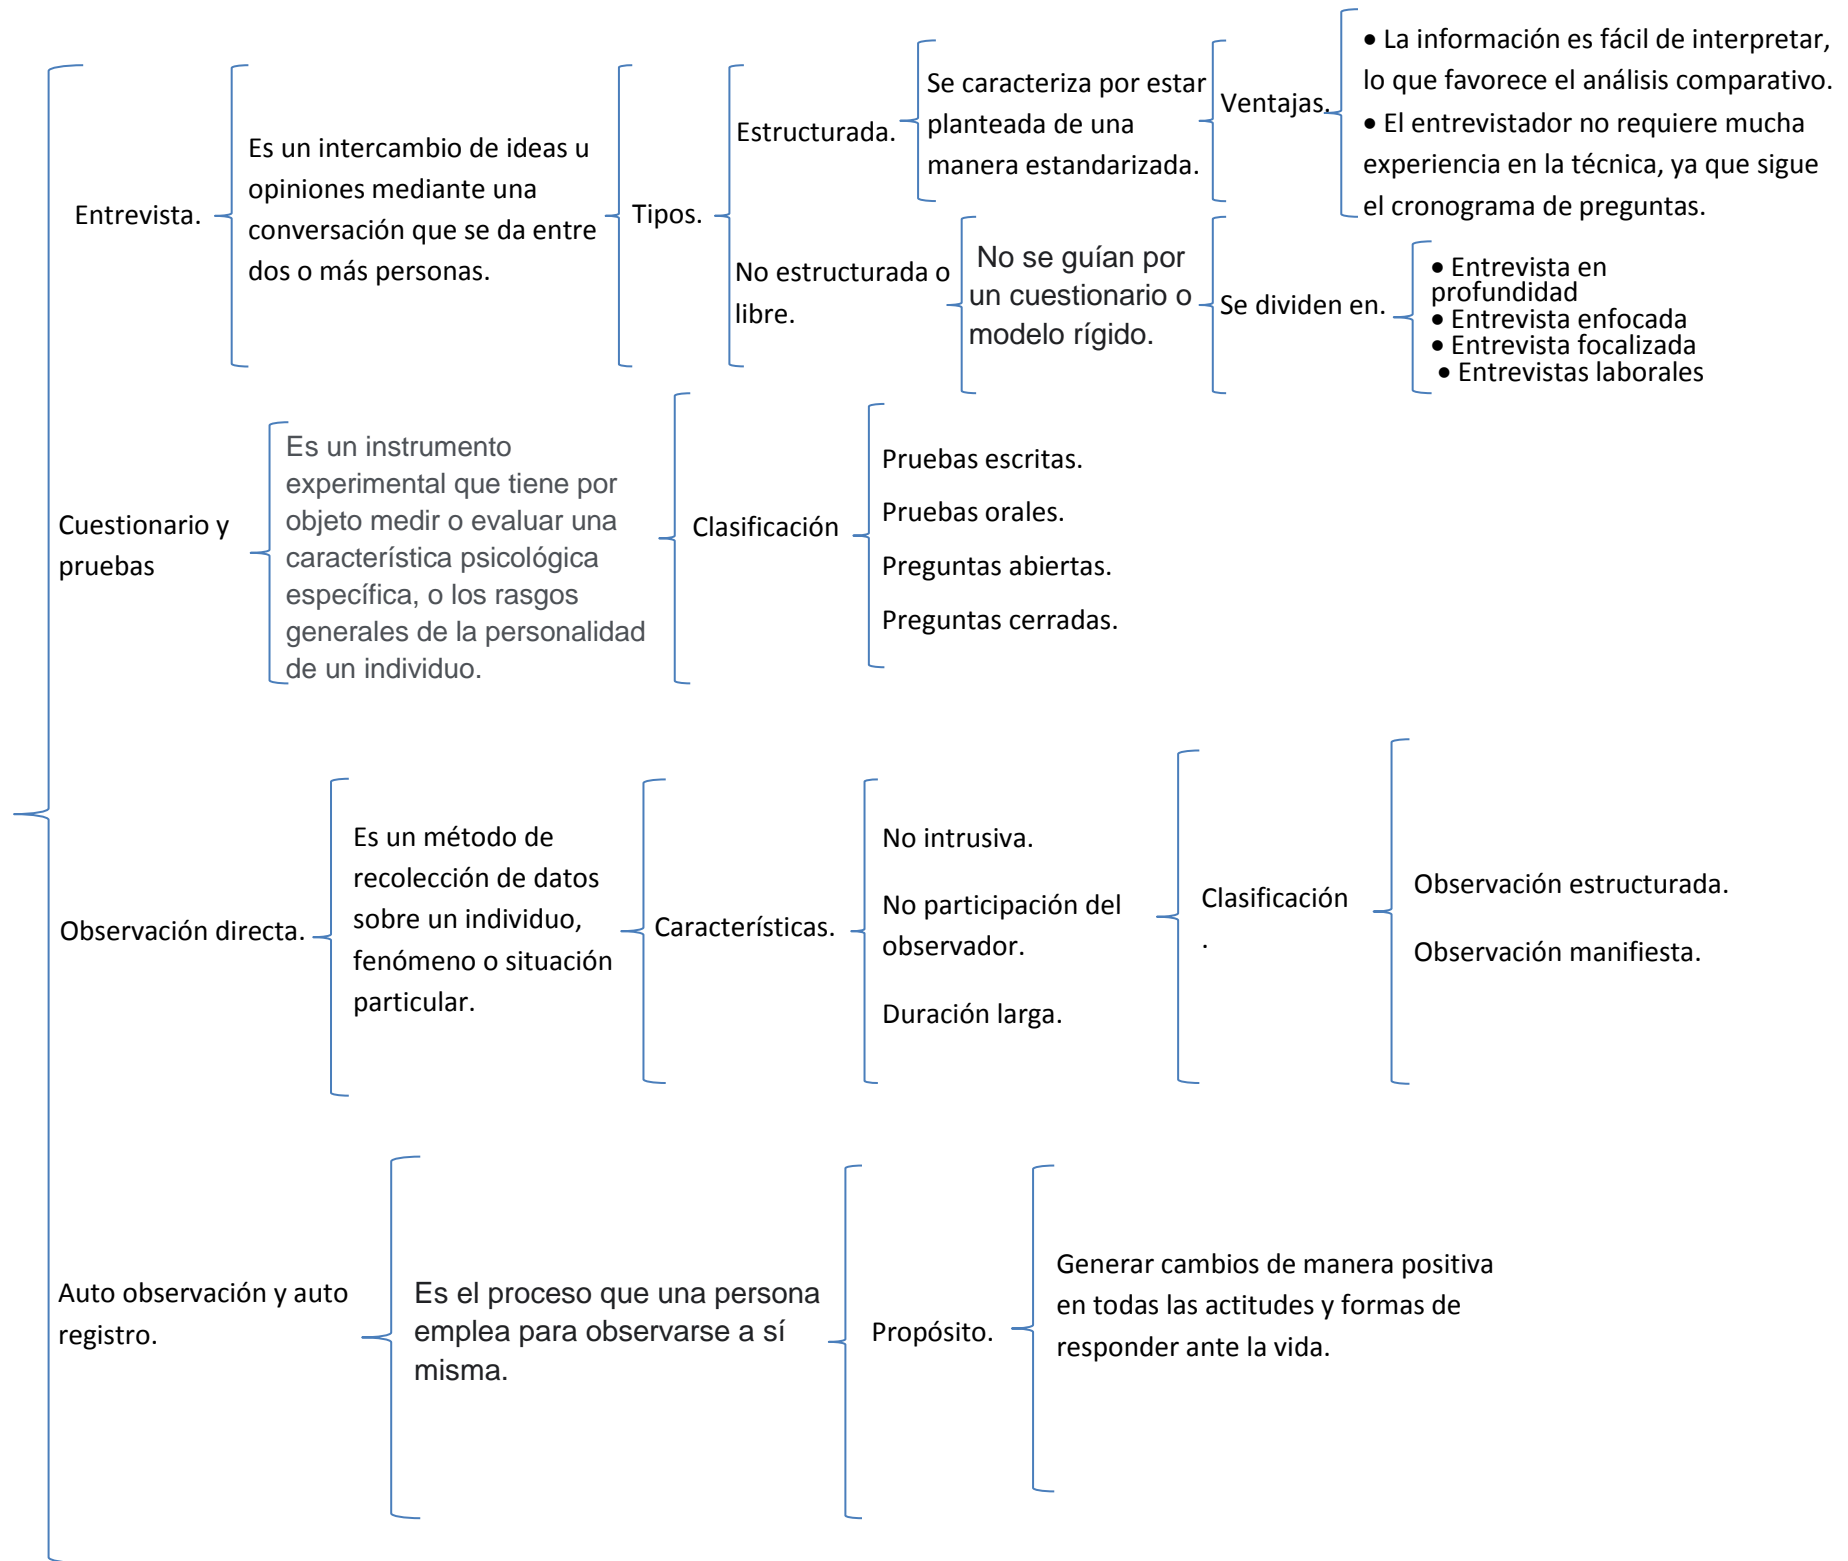 Entrevista.
Es un intercambio de ideas u
opiniones mediante una
conversación que se da entre
dos o más personas.
Tipos.
Estructurada.
Se caracteriza por estar
planteada de una
manera estandarizada.
Ventajas.
• La información es fácil de interpretar,
lo que favorece el análisis comparativo.
• El entrevistador no requiere mucha
experiencia en la técnica, ya que sigue
el cronograma de preguntas.
No estructurada o
libre.
No se guían por
un cuestionario o
modelo rígido.
Se dividen en.
• Entrevista en
profundidad
• Entrevista enfocada
• Entrevista focalizada
• Entrevistas laborales
Cuestionario y
pruebas
Es un instrumento
experimental que tiene por
objeto medir o evaluar una
característica psicológica
específica, o los rasgos
generales de la personalidad
de un individuo.
Clasificación
Pruebas escritas.
Pruebas orales.
Preguntas abiertas.
Preguntas cerradas.
Observación directa.
Es un método de
recolección de datos
sobre un individuo,
fenómeno o situación
particular.
Características.
No intrusiva.
No participación del
observador.
Duración larga.
Clasificación
.
Observación estructurada.
Observación manifiesta.
Auto observación y auto
registro.
Es el proceso que una persona
emplea para observarse a sí
misma.
Propósito.
Generar cambios de manera positiva
en todas las actitudes y formas de
responder ante la vida.